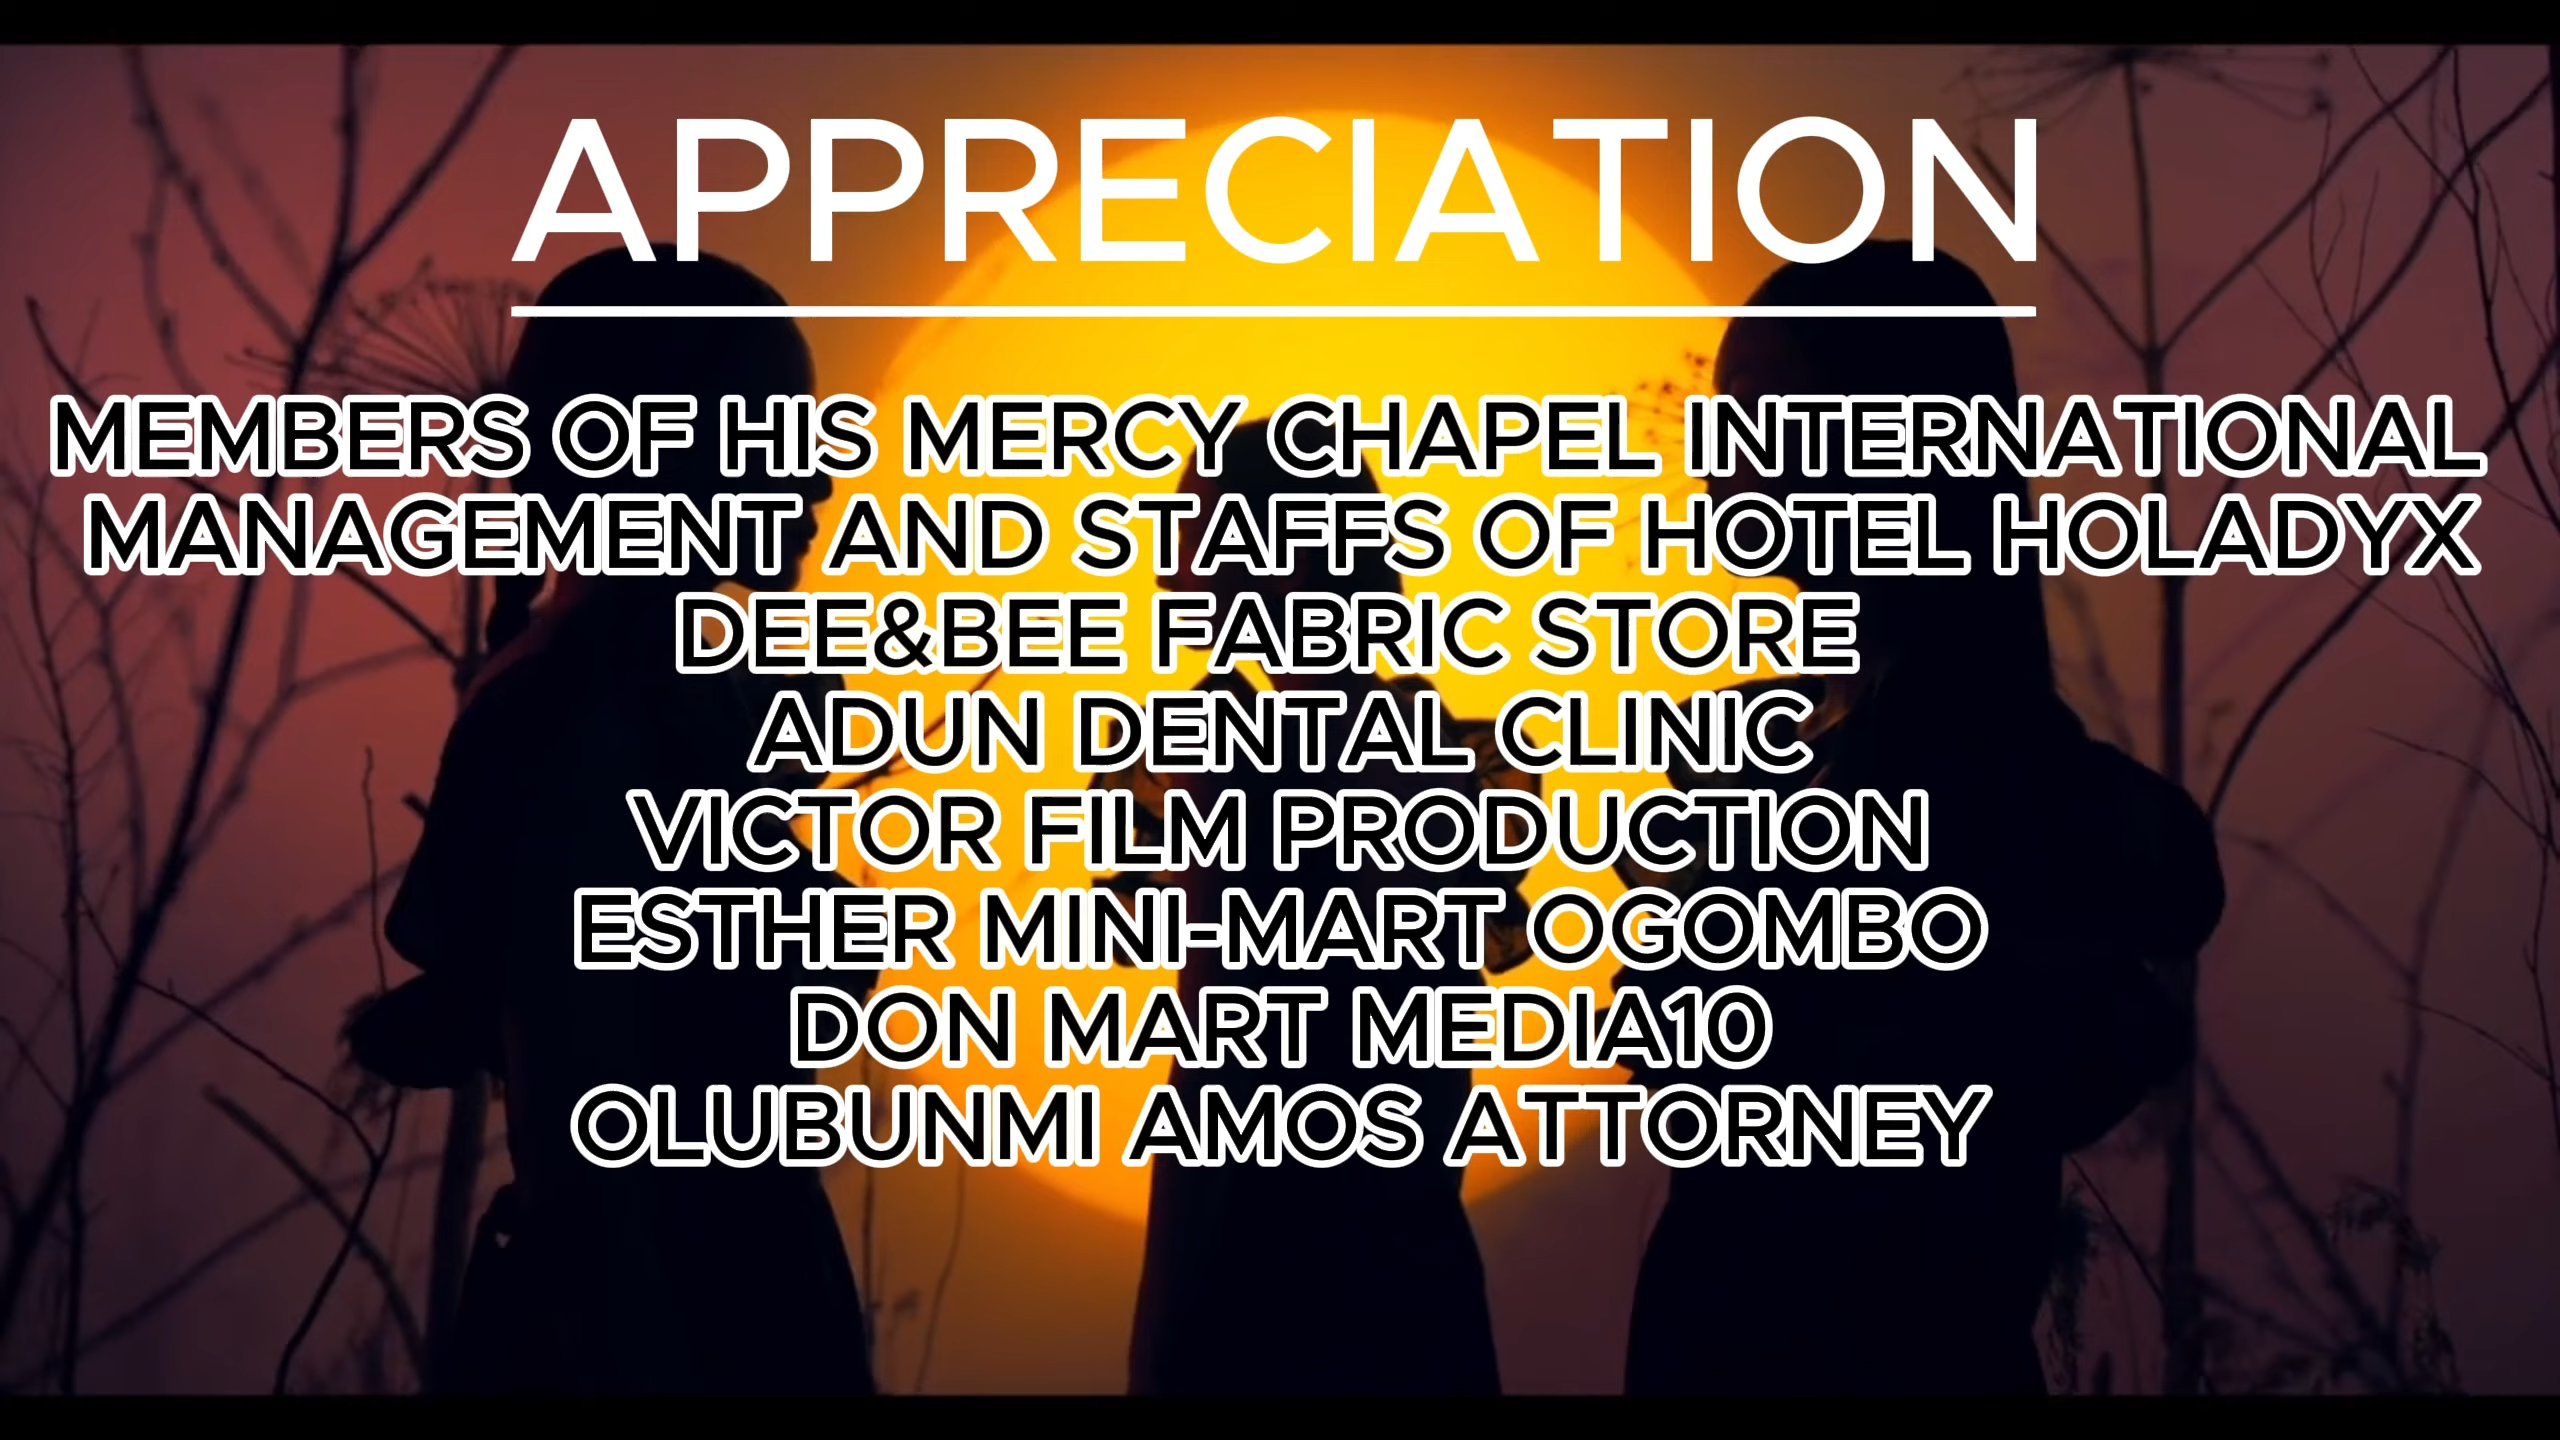 APPRECIATION
MEMBERS OF HIS MERCY CHAPEL INTERNATIONAL
MANAGEMENT AND STAFFS OF HOTEL HOLADYX
DEE&BEE FABRIC STORE
ADUN DENTAL CLINIC
VICTOR FILM PRODUCTION
ESTHER MINI-MART OGOMBO
DON MART MEDIA10
OLUBUNMI AMOS ATTORNEY